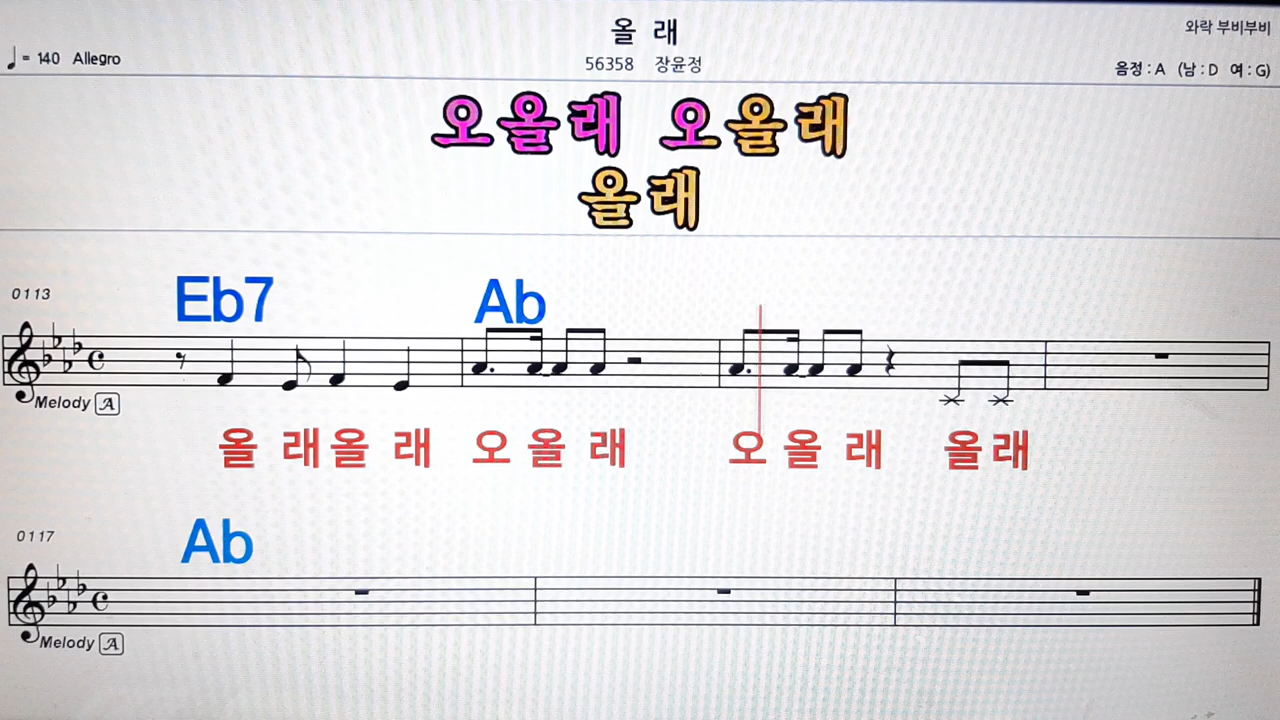 올 래
와락 부비부비
♩ = 140 Allegro
56358 장윤정
음정 : A (남 : D 여 : G)
오올래 오올래
올래
0113
Eb7 Ab
Melody A
올 래 올 래 오 올 래 오 올 래 올 래
0117
Ab
Melody A